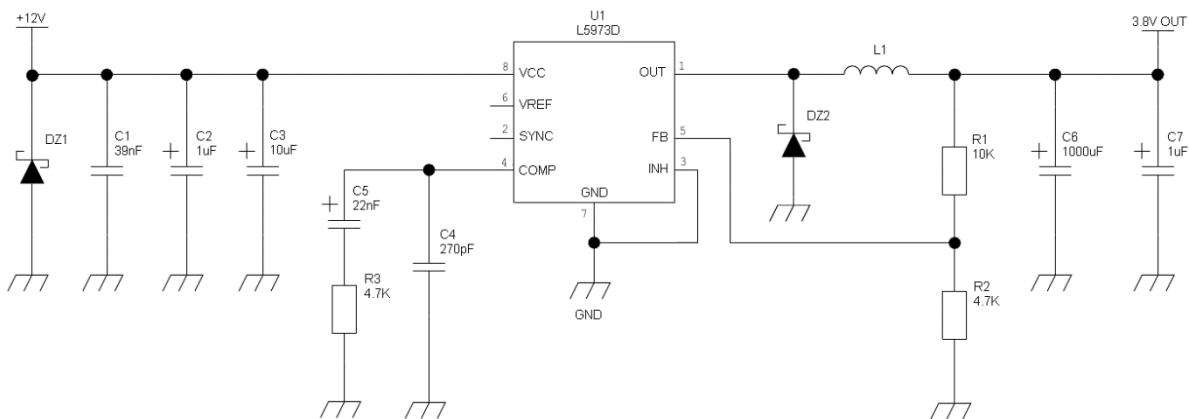 +12V
U1
L5973D
3.8V OUT
8
VCC
OUT
1
L1
6
VREF
2
SYNC
FB
5
4
COMP
INH
3
GND
7
DZ1
C1
39nF
C2
1uF
C3
10uF
DZ2
R1
10K
C6
1000uF
C7
1uF
C5
22nF
C4
270pF
R3
4.7K
R2
4.7K
GND